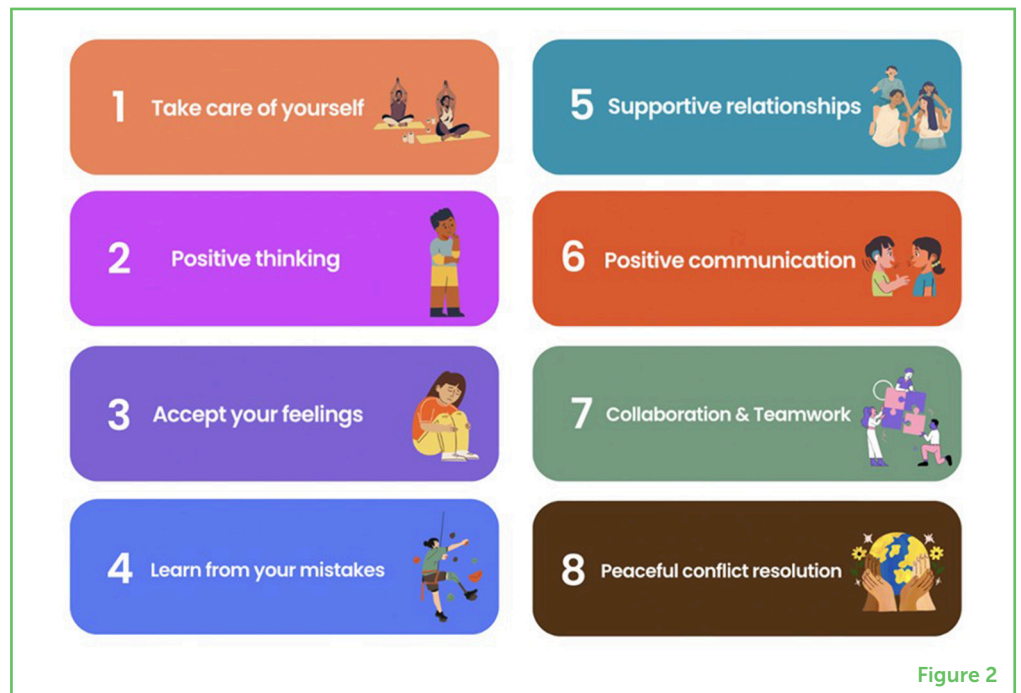 1 Take care of yourself
2 Positive thinking
3 Accept your feelings
4 Learn from your mistakes
5 Supportive relationships
6 Positive communication
7 Collaboration & Teamwork
8 Peaceful conflict resolution
Figure 2